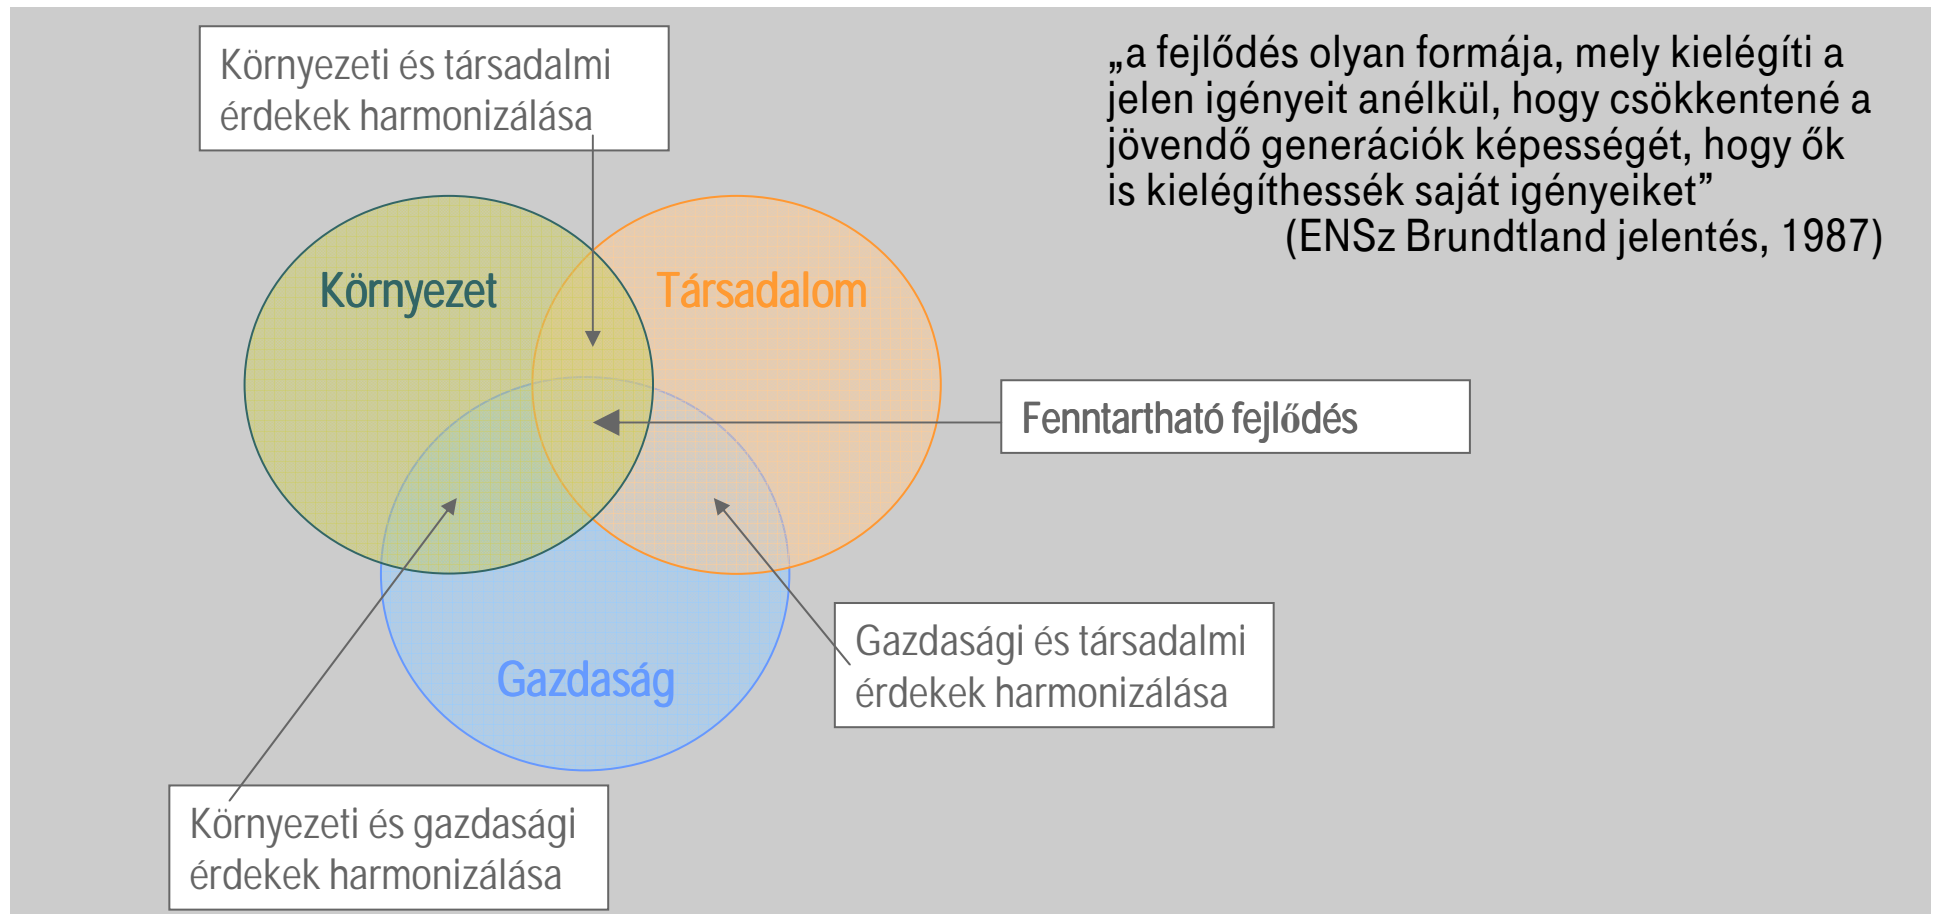 Környezeti és társadalmi
érdekek harmonizálása
„a fejlődés olyan formája, mely kielégíti a
jelen igényeit anélkül, hogy csökkentené a
jövendő generációk képességét, hogy ők
is kielégíthessék saját igényeiket”
(ENSz Brundtland jelentés, 1987)
Környezet
Társadalom
Fenntartható fejlődés
Gazdaság
Gazdasági és társadalmi
érdekek harmonizálása
Környezeti és gazdasági
érdekek harmonizálása